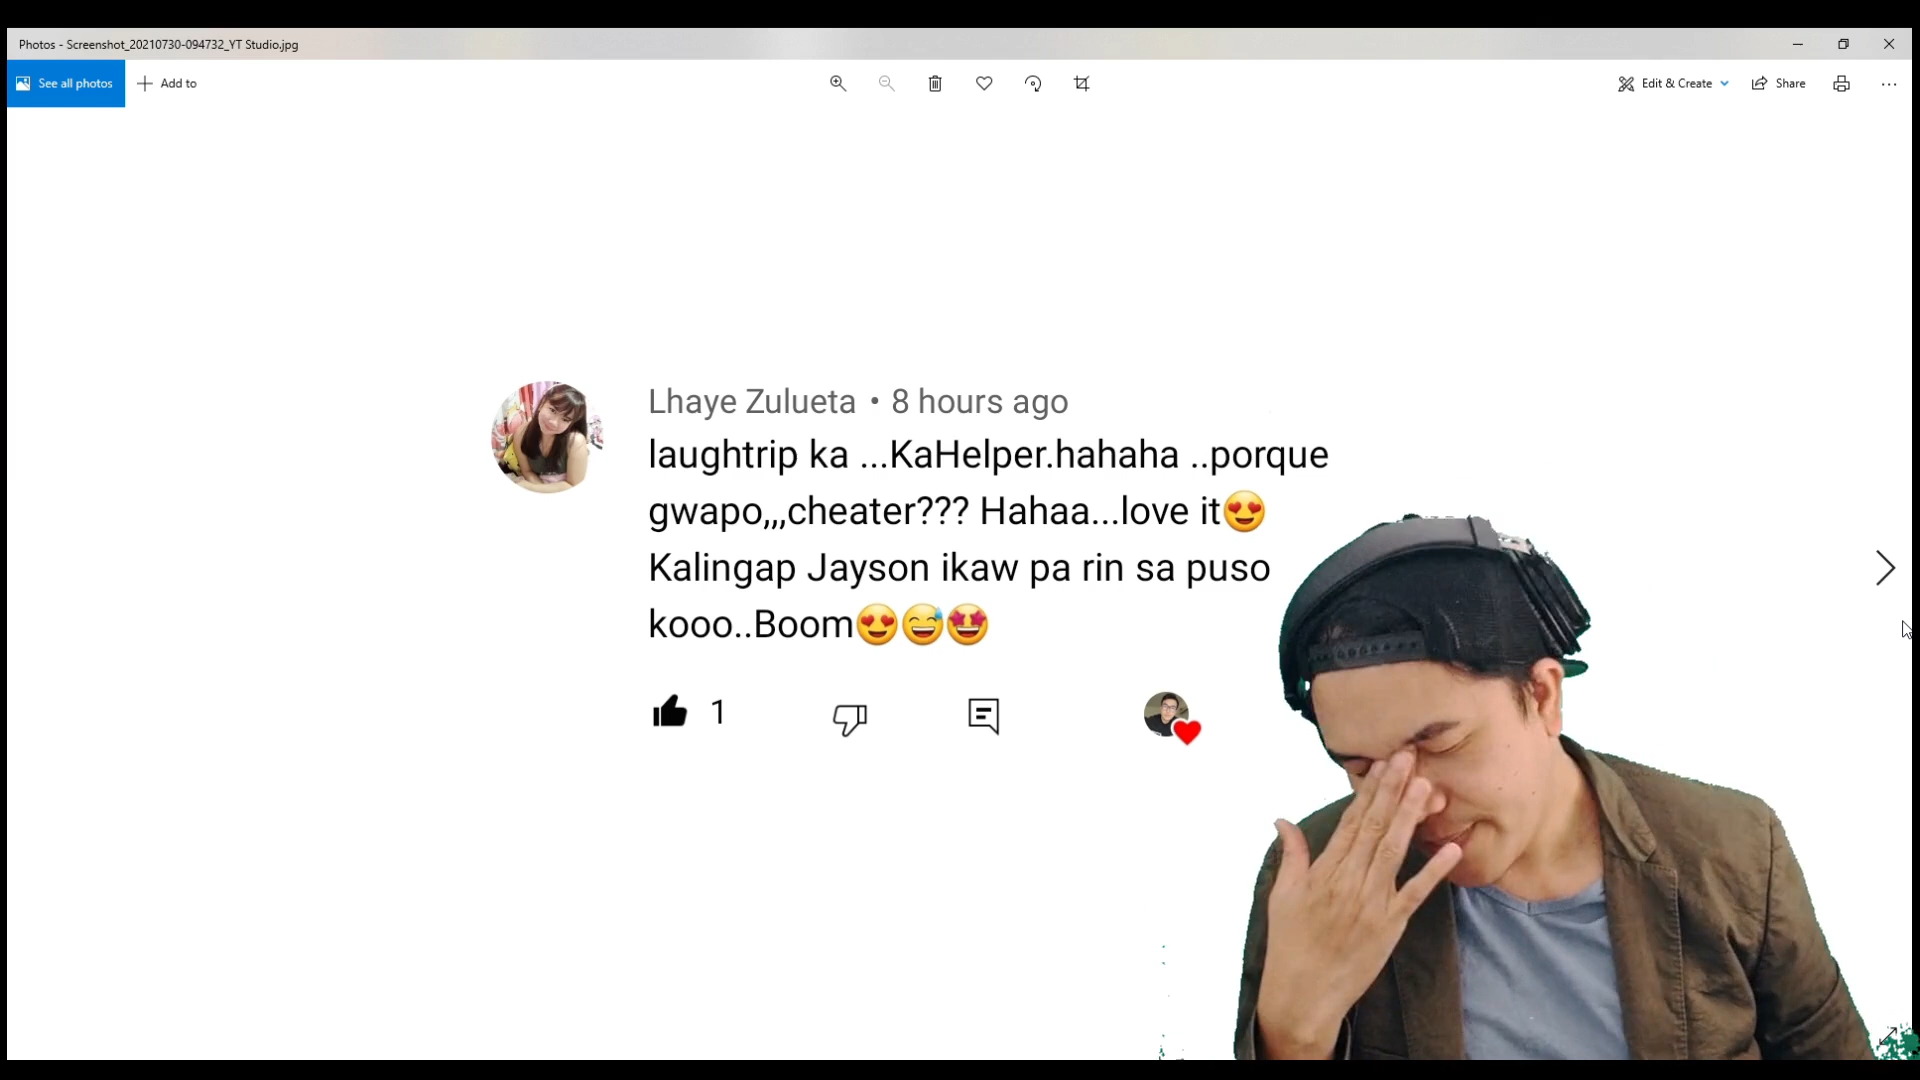 Photos - Screenshot_20210730-094732_YT Studio.jpg
See all photos
Add to
Edit & Create
Share
Lhaye Zulueta • 8 hours ago
laughtrip ka ...KaHelper.hahaha ..porque
gwapo,,,cheater??? Hahaa...love it😍
Kalingap Jayson ikaw pa rin sa puso
kooo..Boom😍😅🤩
1